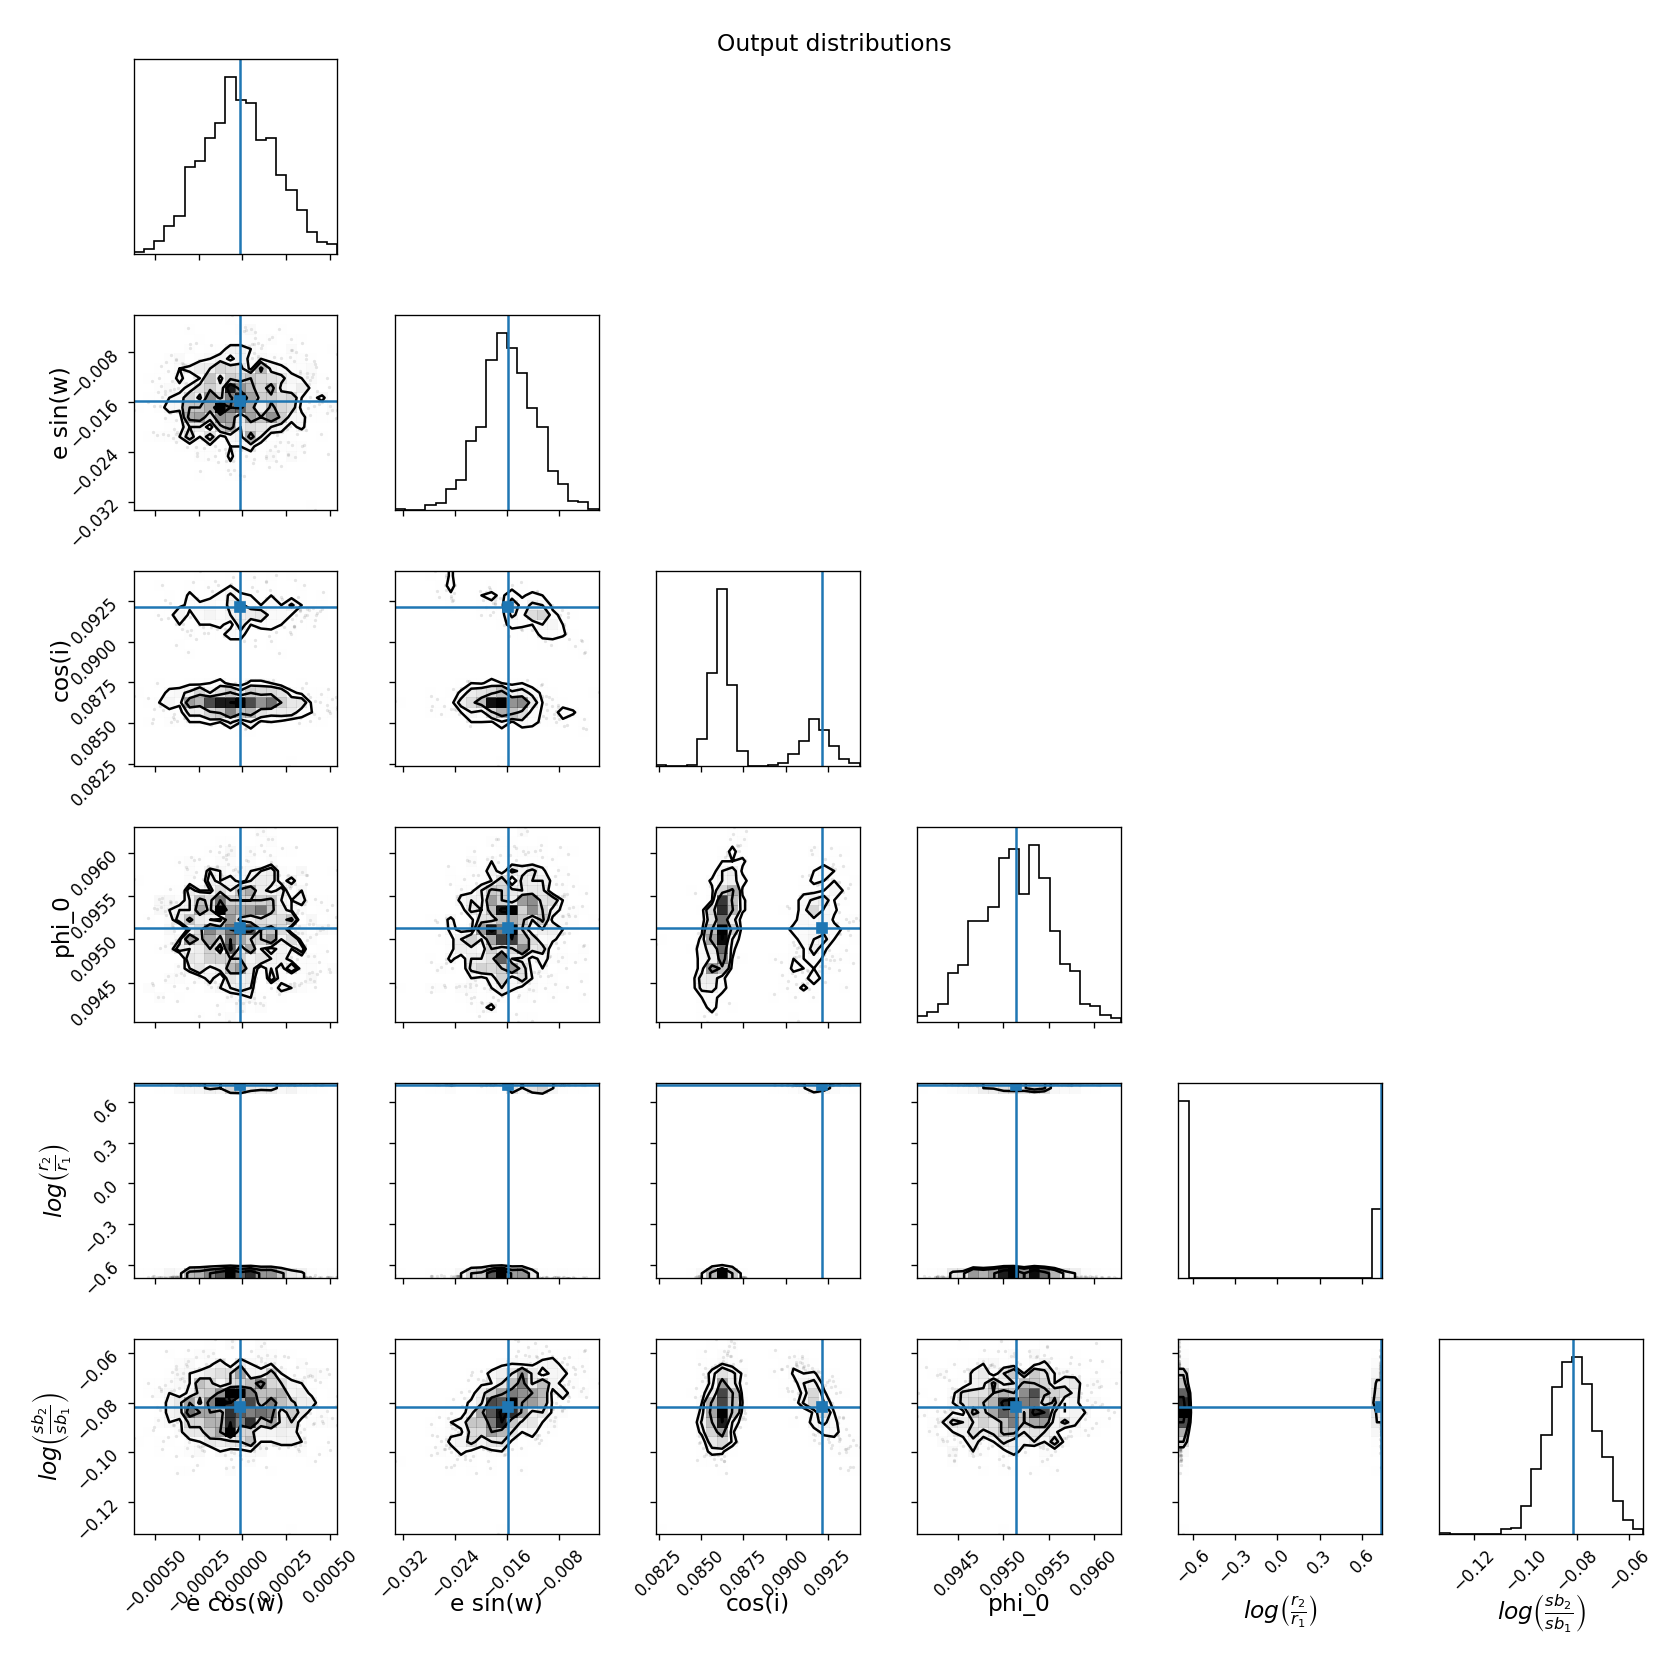 Output distributions
e sin(w)
−0.008
−0.016
−0.024
−0.032
cos(i)
0.0925
0.0900
0.0875
0.0850
0.0825
phi_0
0.0960
0.0955
0.0950
0.0945
log(r₂/r₁)
0.6
0.3
0.0
−0.3
−0.6
log(sb₂/sb₁)
−0.06
−0.08
−0.10
−0.12
−0.00050 −0.00025 0.00000 0.00025 0.00050
−0.032 −0.024 −0.016 −0.008
0.0825 0.0850 0.0875 0.0900 0.0925
0.0945 0.0950 0.0955 0.0960
−0.6 −0.3 0.0 0.3 0.6
−0.12 −0.10 −0.08 −0.06
e cos(w)
e sin(w)
cos(i)
phi_0
log(r₂/r₁)
log(sb₂/sb₁)